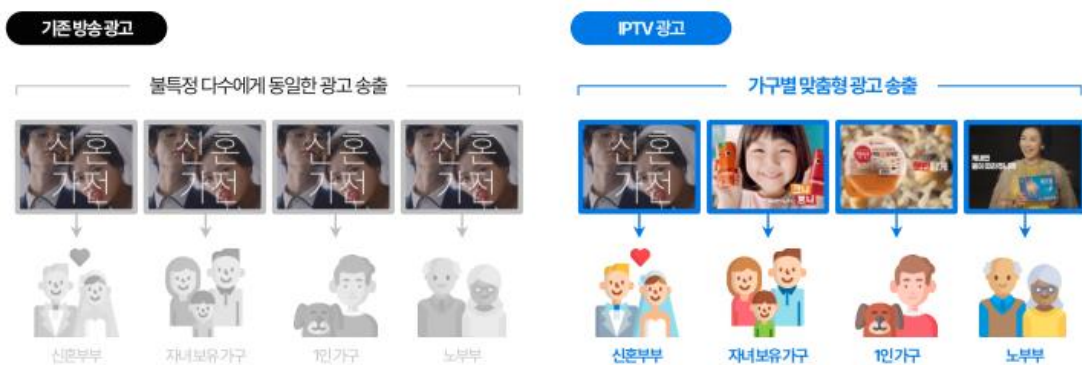 기존 방송 광고
불특정 다수에게 동일한 광고 송출
신혼
가전
신혼
가전
신혼
가전
신혼
가전
신혼부부
자녀 보유 가구
1인 가구
노부부
IPTV 광고
가구별 맞춤형 광고 송출
신혼
가전
신혼부부
자녀 보유 가구
1인 가구
노부부